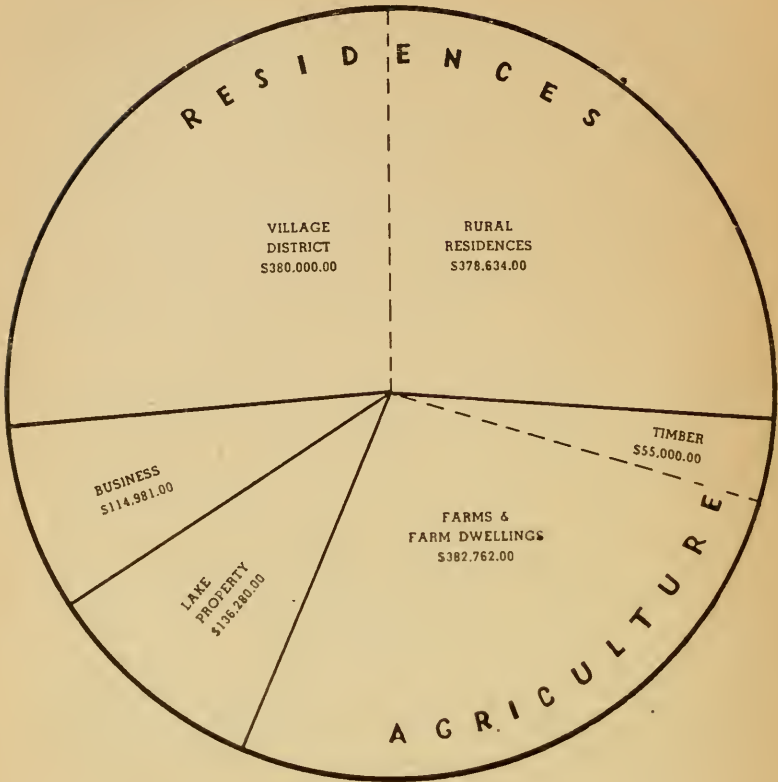 RESIDENCES
VILLAGE
DISTRICT
$380,000.00
RURAL
RESIDENCES
$378,634.00
TIMBER
$55,000.00
BUSINESS
$114,981.00
LAKE
PROPERTY
$136,280.00
FARMS &
FARM DWELLINGS
$382,762.00
AGRICULTURE